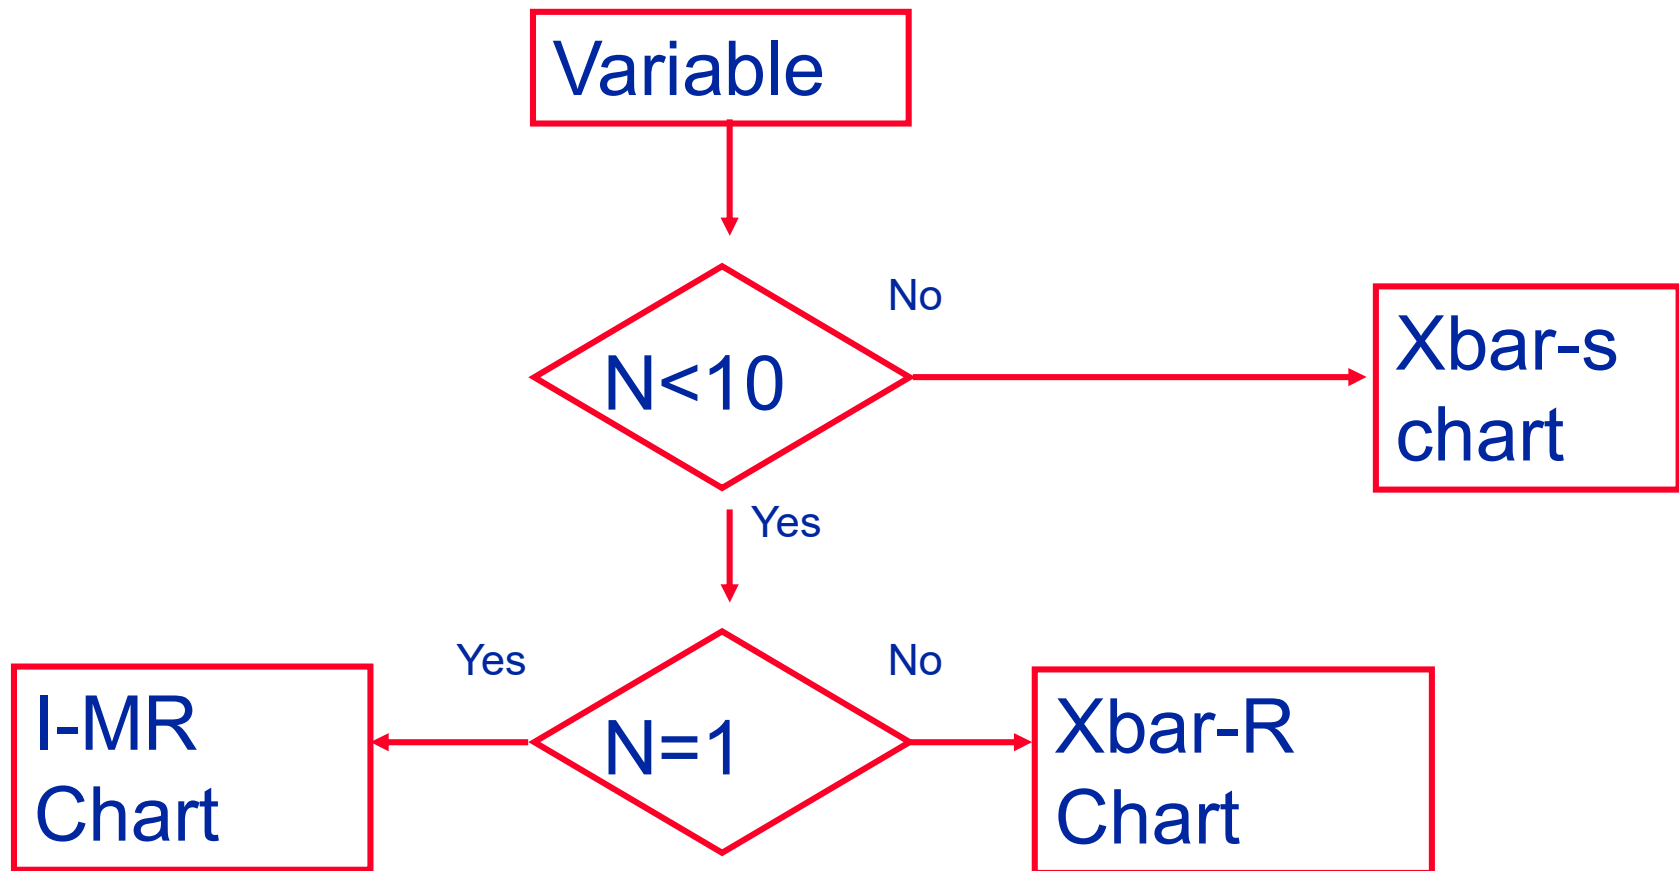 Variable
No
N<10
Xbar-s
chart
Yes
Yes
No
I-MR
Chart
N=1
Xbar-R
Chart